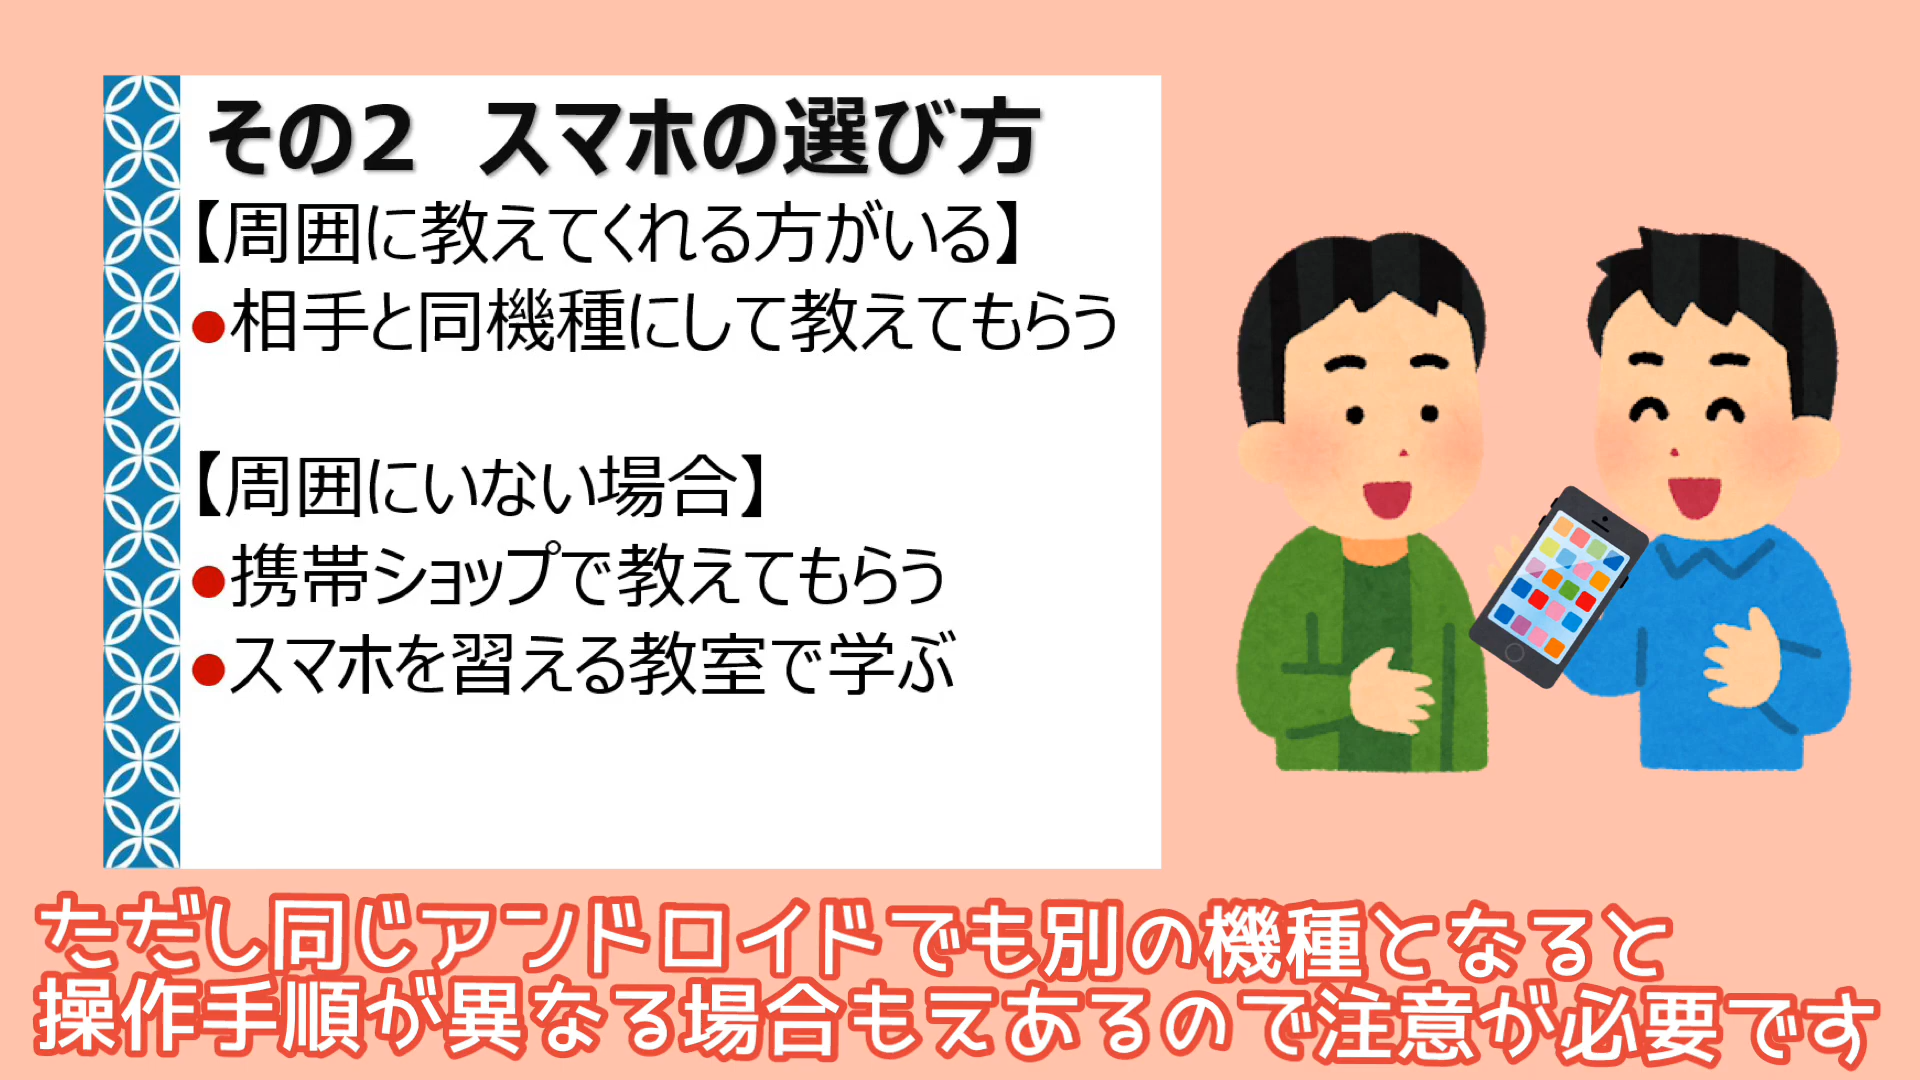 その2 スマホの選び方
【周囲に教えてくれる方がいる】
●相手と同機種にして教えてもらう
【周囲にいない場合】
●携帯ショップで教えてもらう
●スマホを習える教室で学ぶ
ただし同じアンドロイドでも別の機種となると
操作手順が異なる場合もえあるので注意が必要です